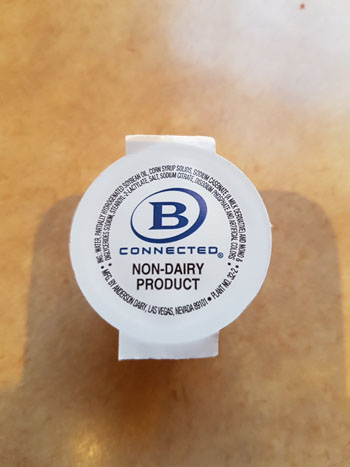 ING: WATER, PARTIALLY HYDROGENATED SOYBEAN OIL, CORN SYRUP SOLIDS, SODIUM CASEINATE (A MILK DERIVATIVE) AND MONO &
DIGLYCERIDES SODIUM, STEAROYL-2-LACTYLATE, SALT, SODIUM CITRATE, DISODIUM PHOSPHATE AND ARTIFICIAL COLORS
B
CONNECTED®
NON-DAIRY
PRODUCT
• MFG BY ANDERSON DAIRY, LAS VEGAS, NEVADA 89101 • PLANT NO. 32-2 •